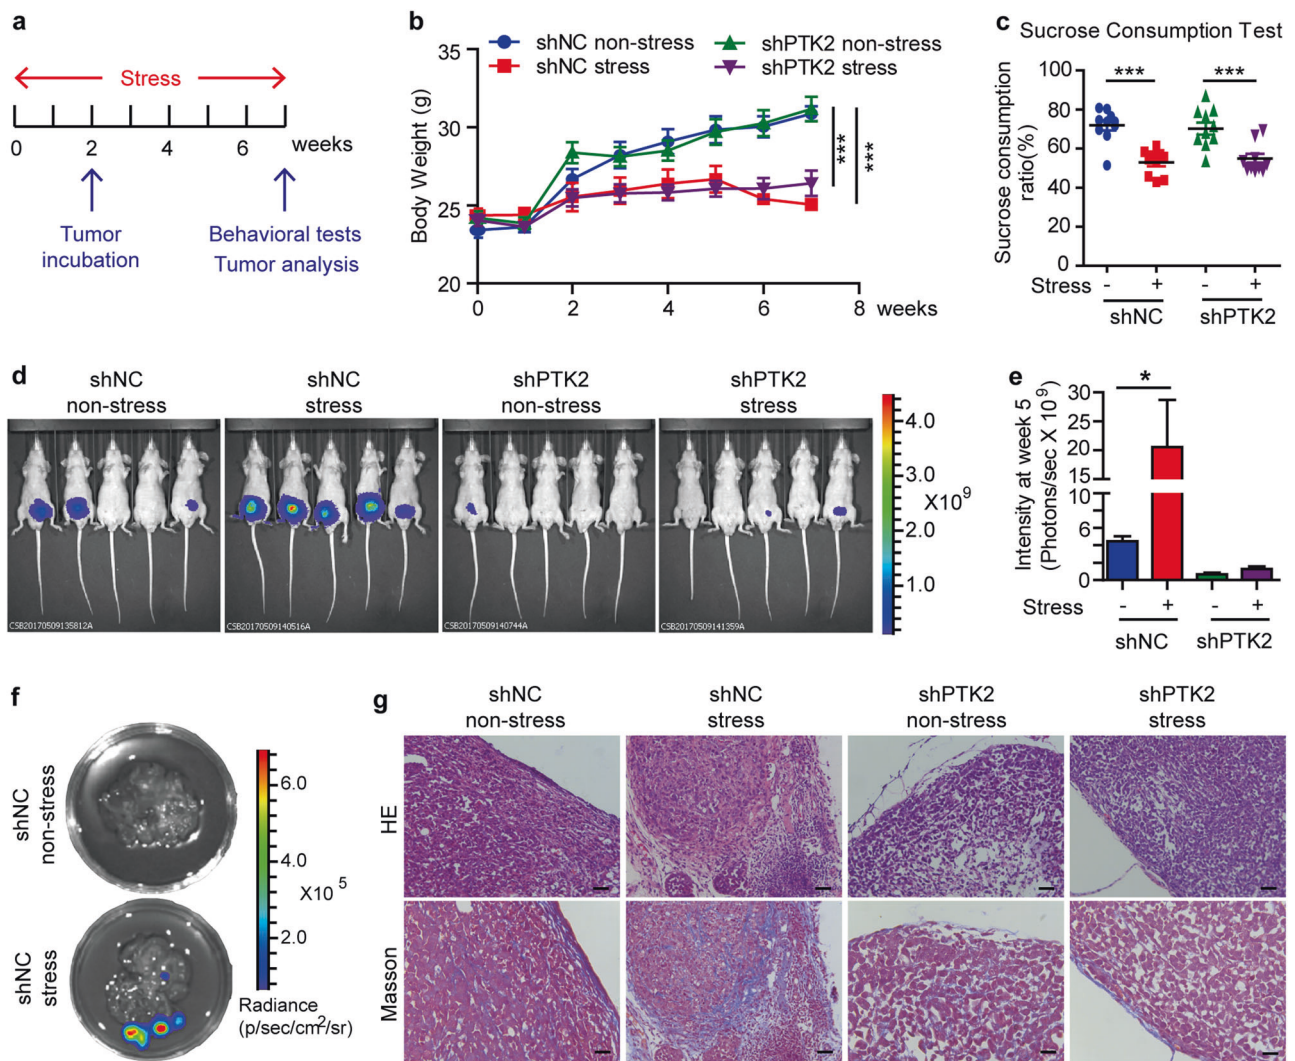 a
Stress
0
2
4
6
weeks
Tumor
incubation
Behavioral tests
Tumor analysis
b
shNC non-stress
shNC stress
shPTK2 non-stress
shPTK2 stress
Body Weight (g)
35
30
25
20
0
2
4
6
8
weeks
***
***
c
Sucrose Consumption Test
Sucrose consumption
ratio(%)
100
80
60
40
20
0
***
***
Stress
-
+
-
+
shNC
shPTK2
d
shNC
non-stress
shNC
stress
shPTK2
non-stress
shPTK2
stress
CSB20170509135812A
CSB20170509140516A
CSB20170509140744A
CSB20170509141359A
4.0
3.0
X10⁹
2.0
1.0
e
Intensity at week 5
(Photons/sec X 10⁹)
30
25
20
15
10
6
2
0
*
Stress
-
+
-
+
shNC
shPTK2
f
shNC
non-stress
shNC
stress
6.0
4.0
X10⁵
2.0
Radiance
(p/sec/cm²/sr)
g
shNC
non-stress
shNC
stress
shPTK2
non-stress
shPTK2
stress
HE
Masson